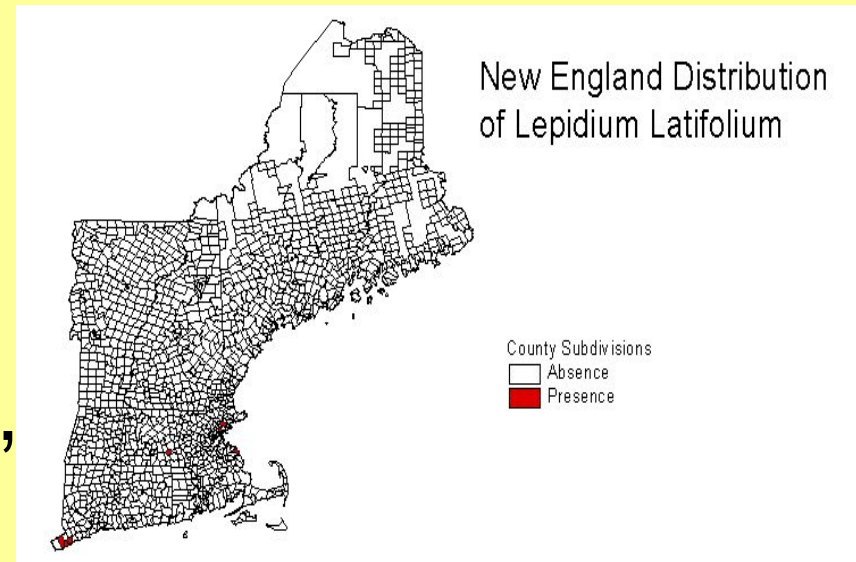 New England Distribution
of Lepidium Latifolium
County Subdivisions
Absence
Presence
,